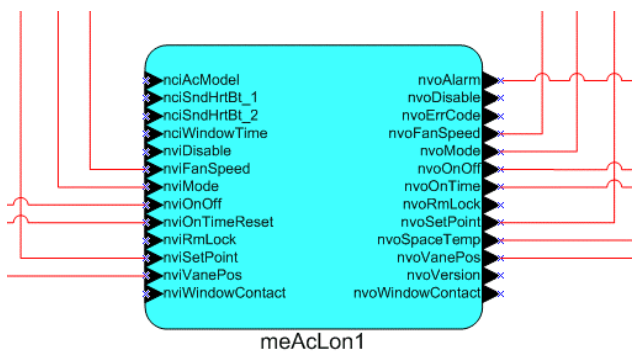 nciAcModel nvoAlarm
nciSndHrtBt_1 nvoDisable
nciSndHrtBt_2 nvoErrCode
nciWindowTime nvoFanSpeed
nviDisable nvoMode
nviFanSpeed nvoOnOff
nviMode nvoOnTime
nviOnOff nvoRmLock
nviOnTimeReset nvoSetPoint
nviRmLock nvoSpaceTemp
nviSetPoint nvoVanePos
nviVanePos nvoVersion
nviWindowContact nvoWindowContact
meAcLon1